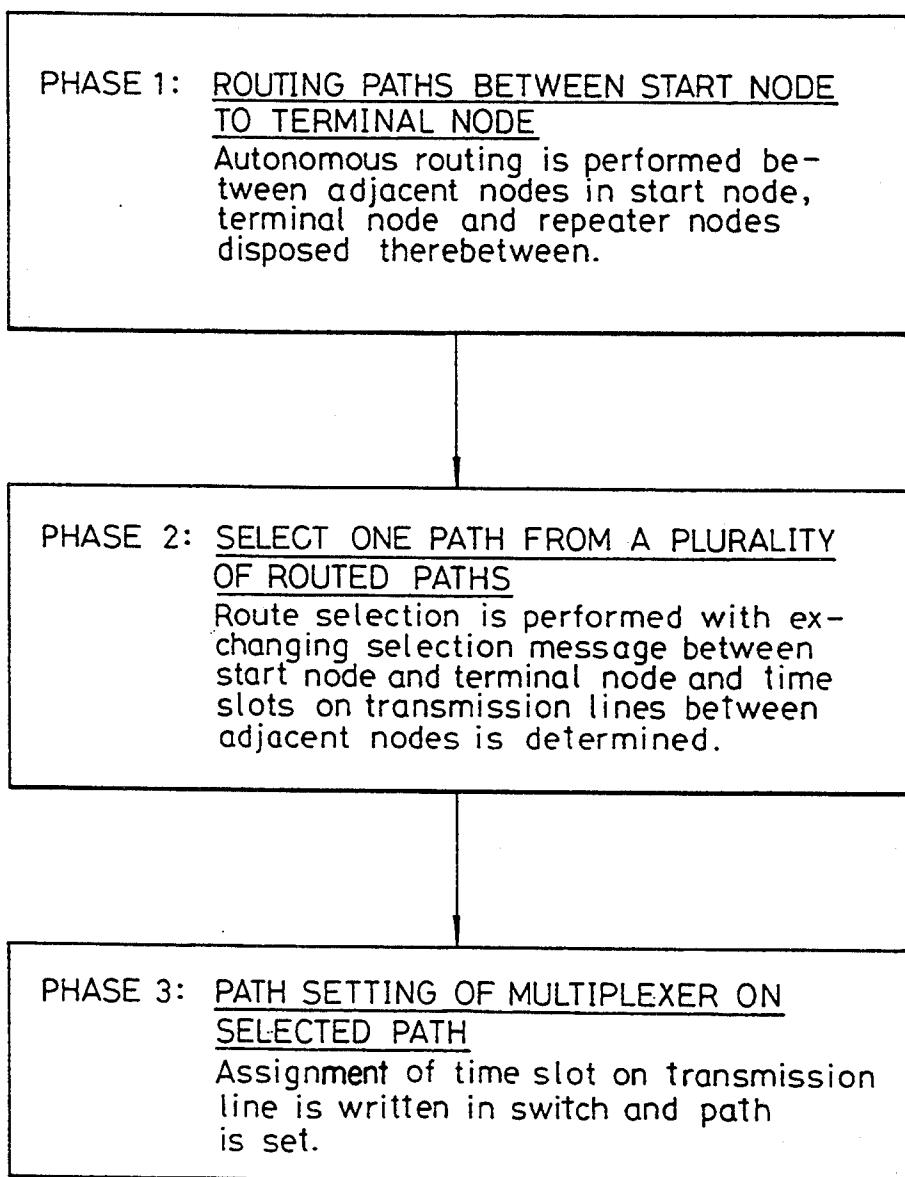 PHASE 1: ROUTING PATHS BETWEEN START NODE
TO TERMINAL NODE
Autonomous routing is performed be-
tween adjacent nodes in start node,
terminal node and repeater nodes
disposed therebetween.
PHASE 2: SELECT ONE PATH FROM A PLURALITY
OF ROUTED PATHS
Route selection is performed with ex-
changing selection message between
start node and terminal node and time
slots on transmission lines between
adjacent nodes is determined.
PHASE 3: PATH SETTING OF MULTIPLEXER ON
SELECTED PATH
Assignment of time slot on transmission
line is written in switch and path
is set.